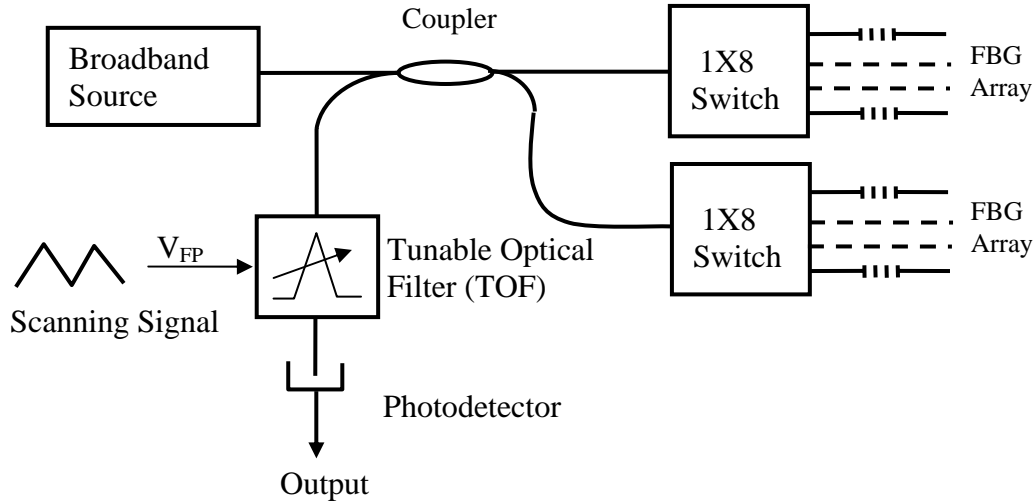 Coupler
Broadband
Source
1X8
Switch
FBG
Array
1X8
Switch
FBG
Array
V_FP
Tunable Optical
Filter (TOF)
Scanning Signal
Photodetector
Output